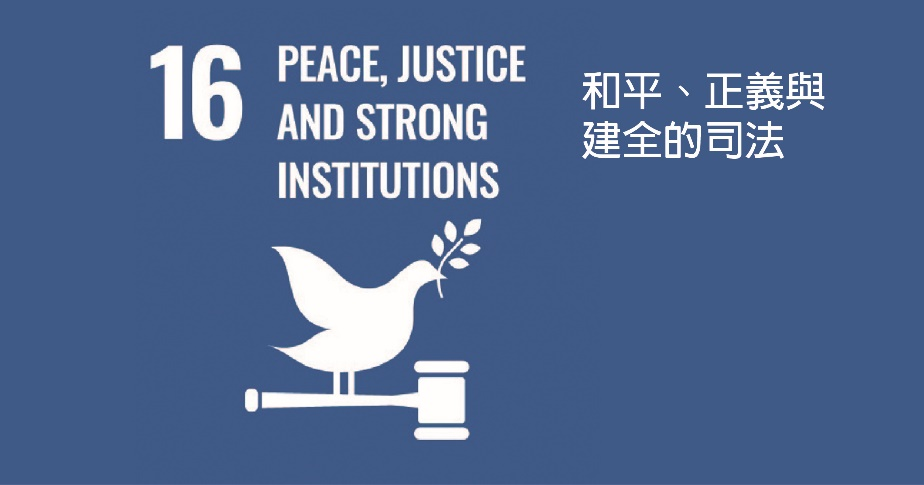 16
PEACE, JUSTICE
AND STRONG
INSTITUTIONS
和平、正義與
建全的司法